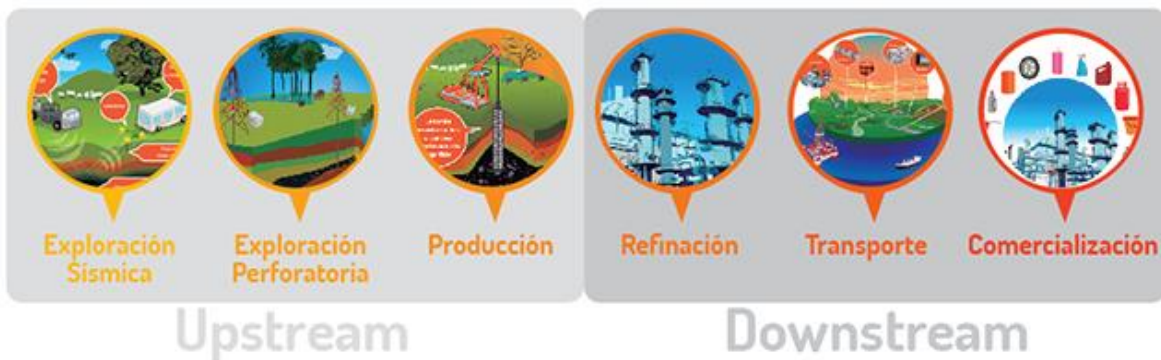 Exploración
Sísmica
Exploración
Perforatoria
Producción
Refinación
Transporte
Comercialización
Upstream
Downstream